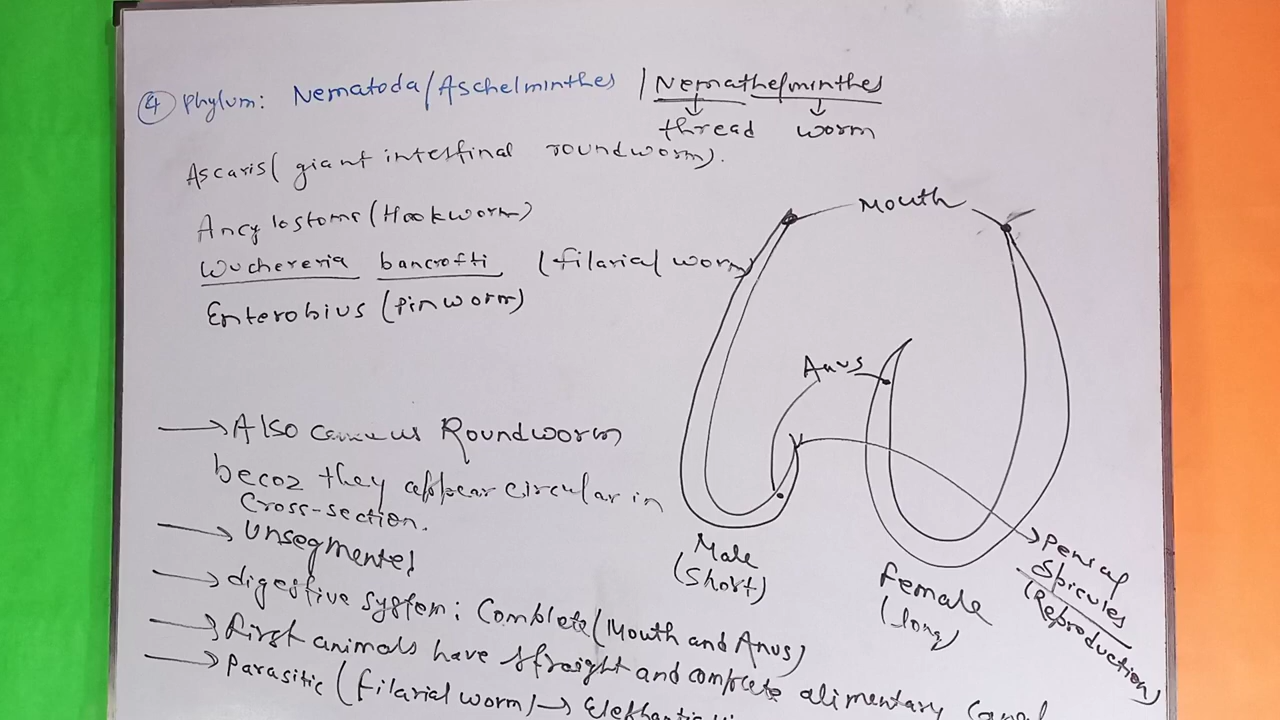 ④ Phylum: Nematoda/Aschelminthes /Nemathelminthes
thread worm
Ascaris( giant intestinal roundworm).
Ancylostoma(Hookworm)
Wuchereria bancrofti (filarial worm)
Enterobius (pinworm)
Mouth
Anus
Male
(Short)
female
(long)
Penial
Spicules
(Reproduction)
→ Also Roundworm
becoz they appear circular in
Cross-section.
→ Unsegmented
→ digestive system: Complete(Mouth and Anus)
→ first animals have straight and complete alimentary Canal
→ Parasitic (filarial worm)→